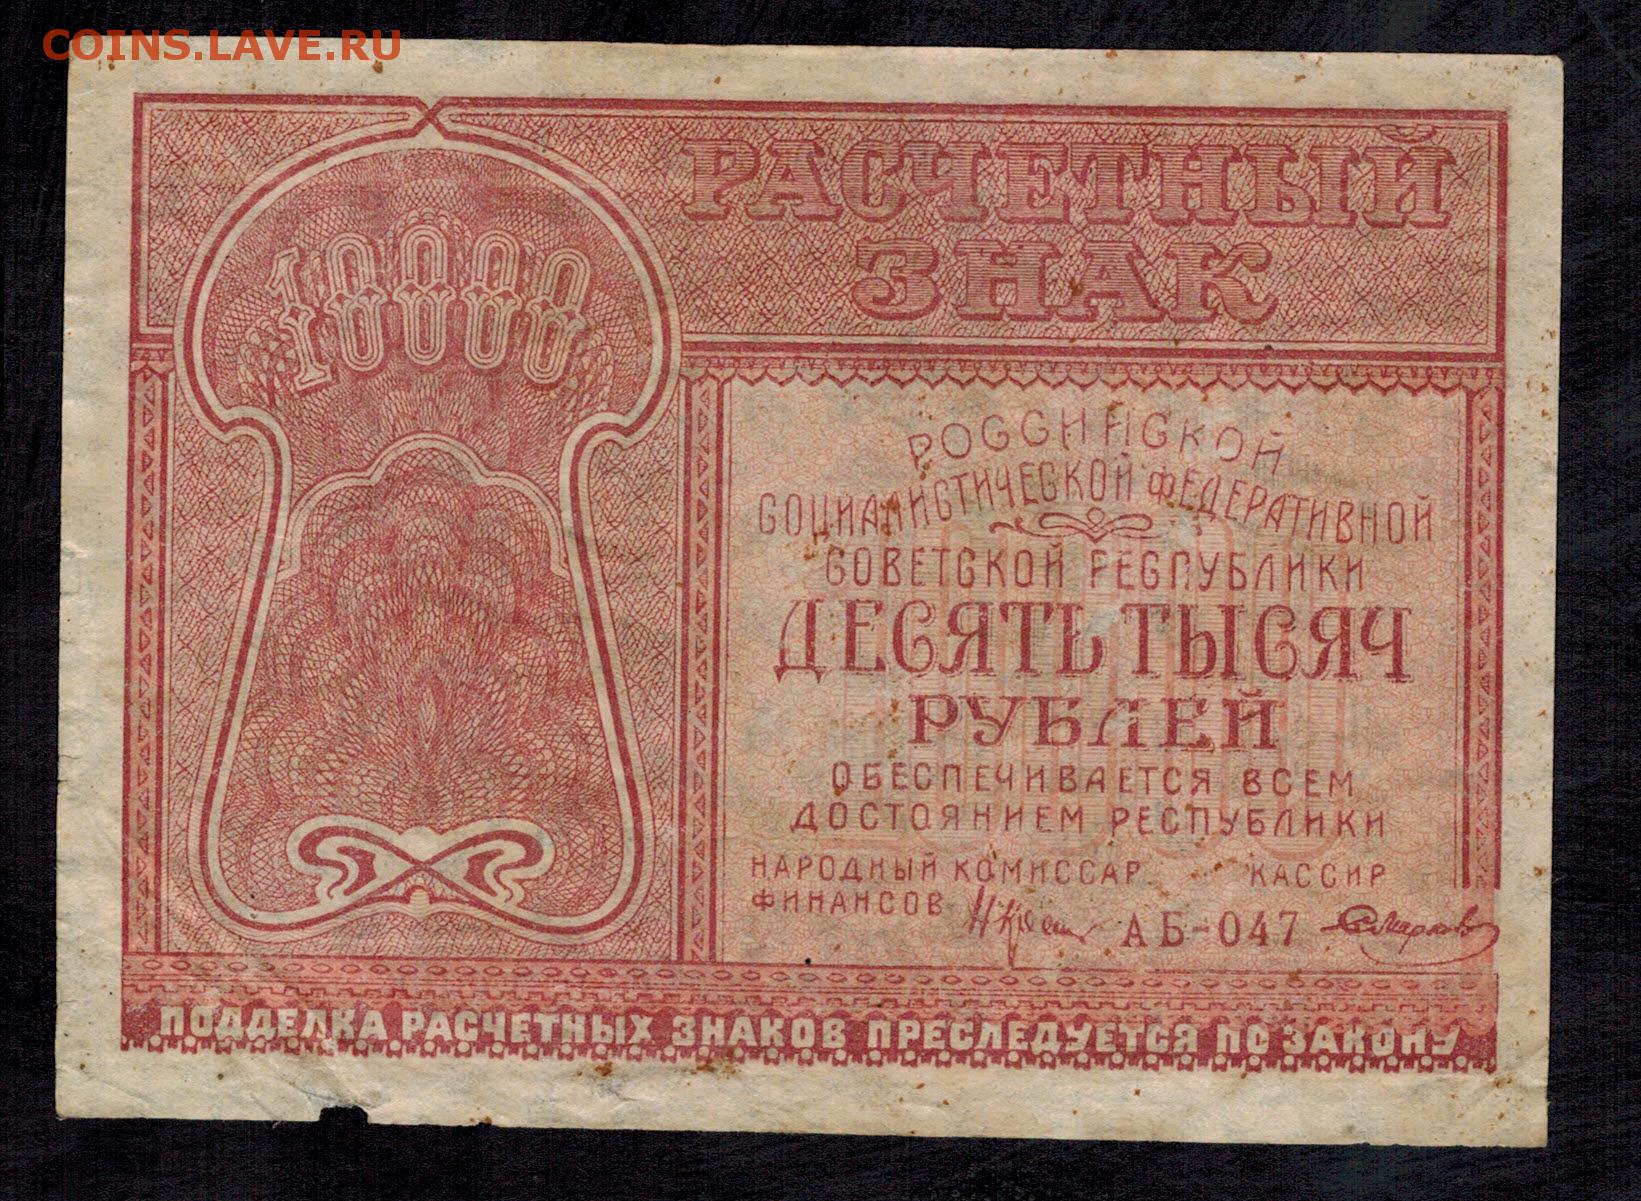 COINS.LAVE.RU
РАСЧЕТНЫЙ
ЗНАК
10000
РОССИЙСКОЙ
СОЦИАЛИСТИЧЕСКОЙ ФЕДЕРАТИВНОЙ
СОВЕТСКОЙ РЕСПУБЛИКИ
ДЕСЯТЬ ТЫСЯЧ
РУБЛЕЙ
ОБЕСПЕЧИВАЕТСЯ ВСЕМ
ДОСТОЯНИЕМ РЕСПУБЛИКИ
НАРОДНЫЙ КОМИССАР КАССИР
ФИНАНСОВ АБ-047
ПОДДЕЛКА РАСЧЕТНЫХ ЗНАКОВ ПРЕСЛЕДУЕТСЯ ПО ЗАКОНУ